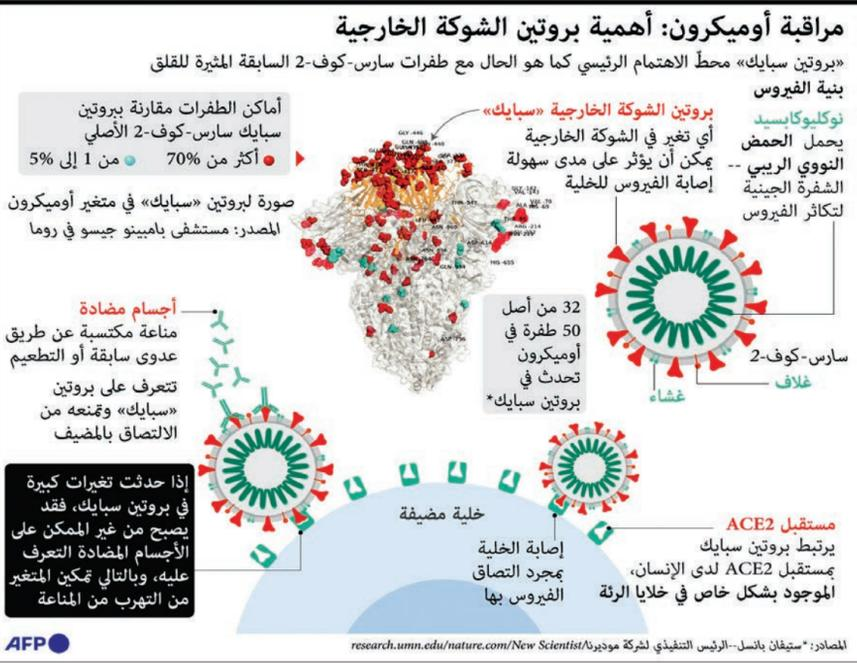 مراقبة أوميكرون: أهمية بروتين الشوكة الخارجية
«بروتين سبايك» محطّ الاهتمام الرئيسي كما هو الحال مع طفرات سارس-كوف-2 السابقة المثيرة للقلق
بنية الفيروس
نوكليوكابسيد
يحمل الحمض
النووي الريبي --
الشفرة الجينية
لتكاثر الفيروس
بروتين الشوكة الخارجية «سبايك»
أي تغير في الشوكة الخارجية
يمكن أن يؤثر على مدى سهولة
إصابة الفيروس للخلية
أماكن الطفرات مقارنة ببروتين
سبايك سارس-كوف-2 الأصلي
أكثر من 70%
من 1 إلى 5%
صورة لبروتين «سبايك» في متغير أوميكرون
المصدر: مستشفى بامبينو جيسو في روما
GLY-446
HIS-655
سارس-كوف-2
غلاف
غشاء
32 من أصل
50 طفرة في
أوميكرون
تحدث في
بروتين سبايك*
أجسام مضادة
مناعة مكتسبة عن طريق
عدوى سابقة أو التطعيم
تتعرف على بروتين
«سبايك» وتمنعه من
الالتصاق بالمضيف
إذا حدثت تغيرات كبيرة
في بروتين سبايك، فقد
يصبح من غير الممكن على
الأجسام المضادة التعرف
عليه، وبالتالي تمكين المتغير
من التهرب من المناعة
خلية مضيفة
إصابة الخلية
بمجرد التصاق
الفيروس بها
مستقبل ACE2
يرتبط بروتين سبايك
بمستقبل ACE2 لدى الإنسان،
الموجود بشكل خاص في خلايا الرئة
المصادر: *ستيفان بانسل--الرئيس التنفيذي لشركة موديرنا/research.umn.edu/nature.com/New Scientist
AFP